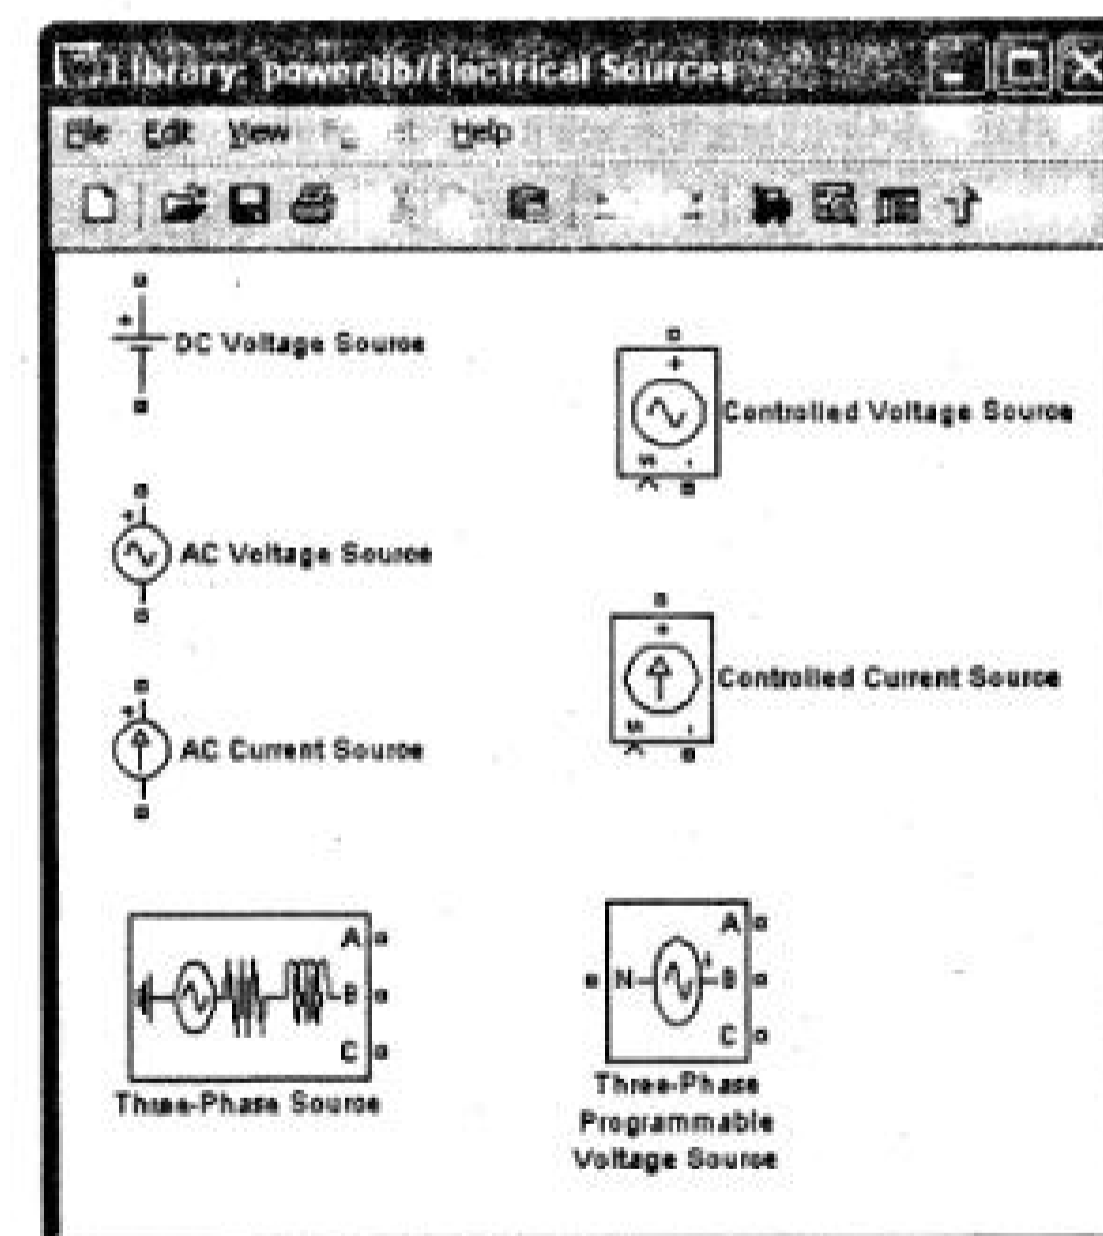 Library: powerlib/Electrical Sources
File Edit View Help
+
DC Voltage Source
+
Controlled Voltage Source
s -
+
AC Voltage Source
+
Controlled Current Source
s -
+
AC Current Source
A
B
C
Three-Phase Source
A
N B
C
Three-Phase
Programmable
Voltage Source